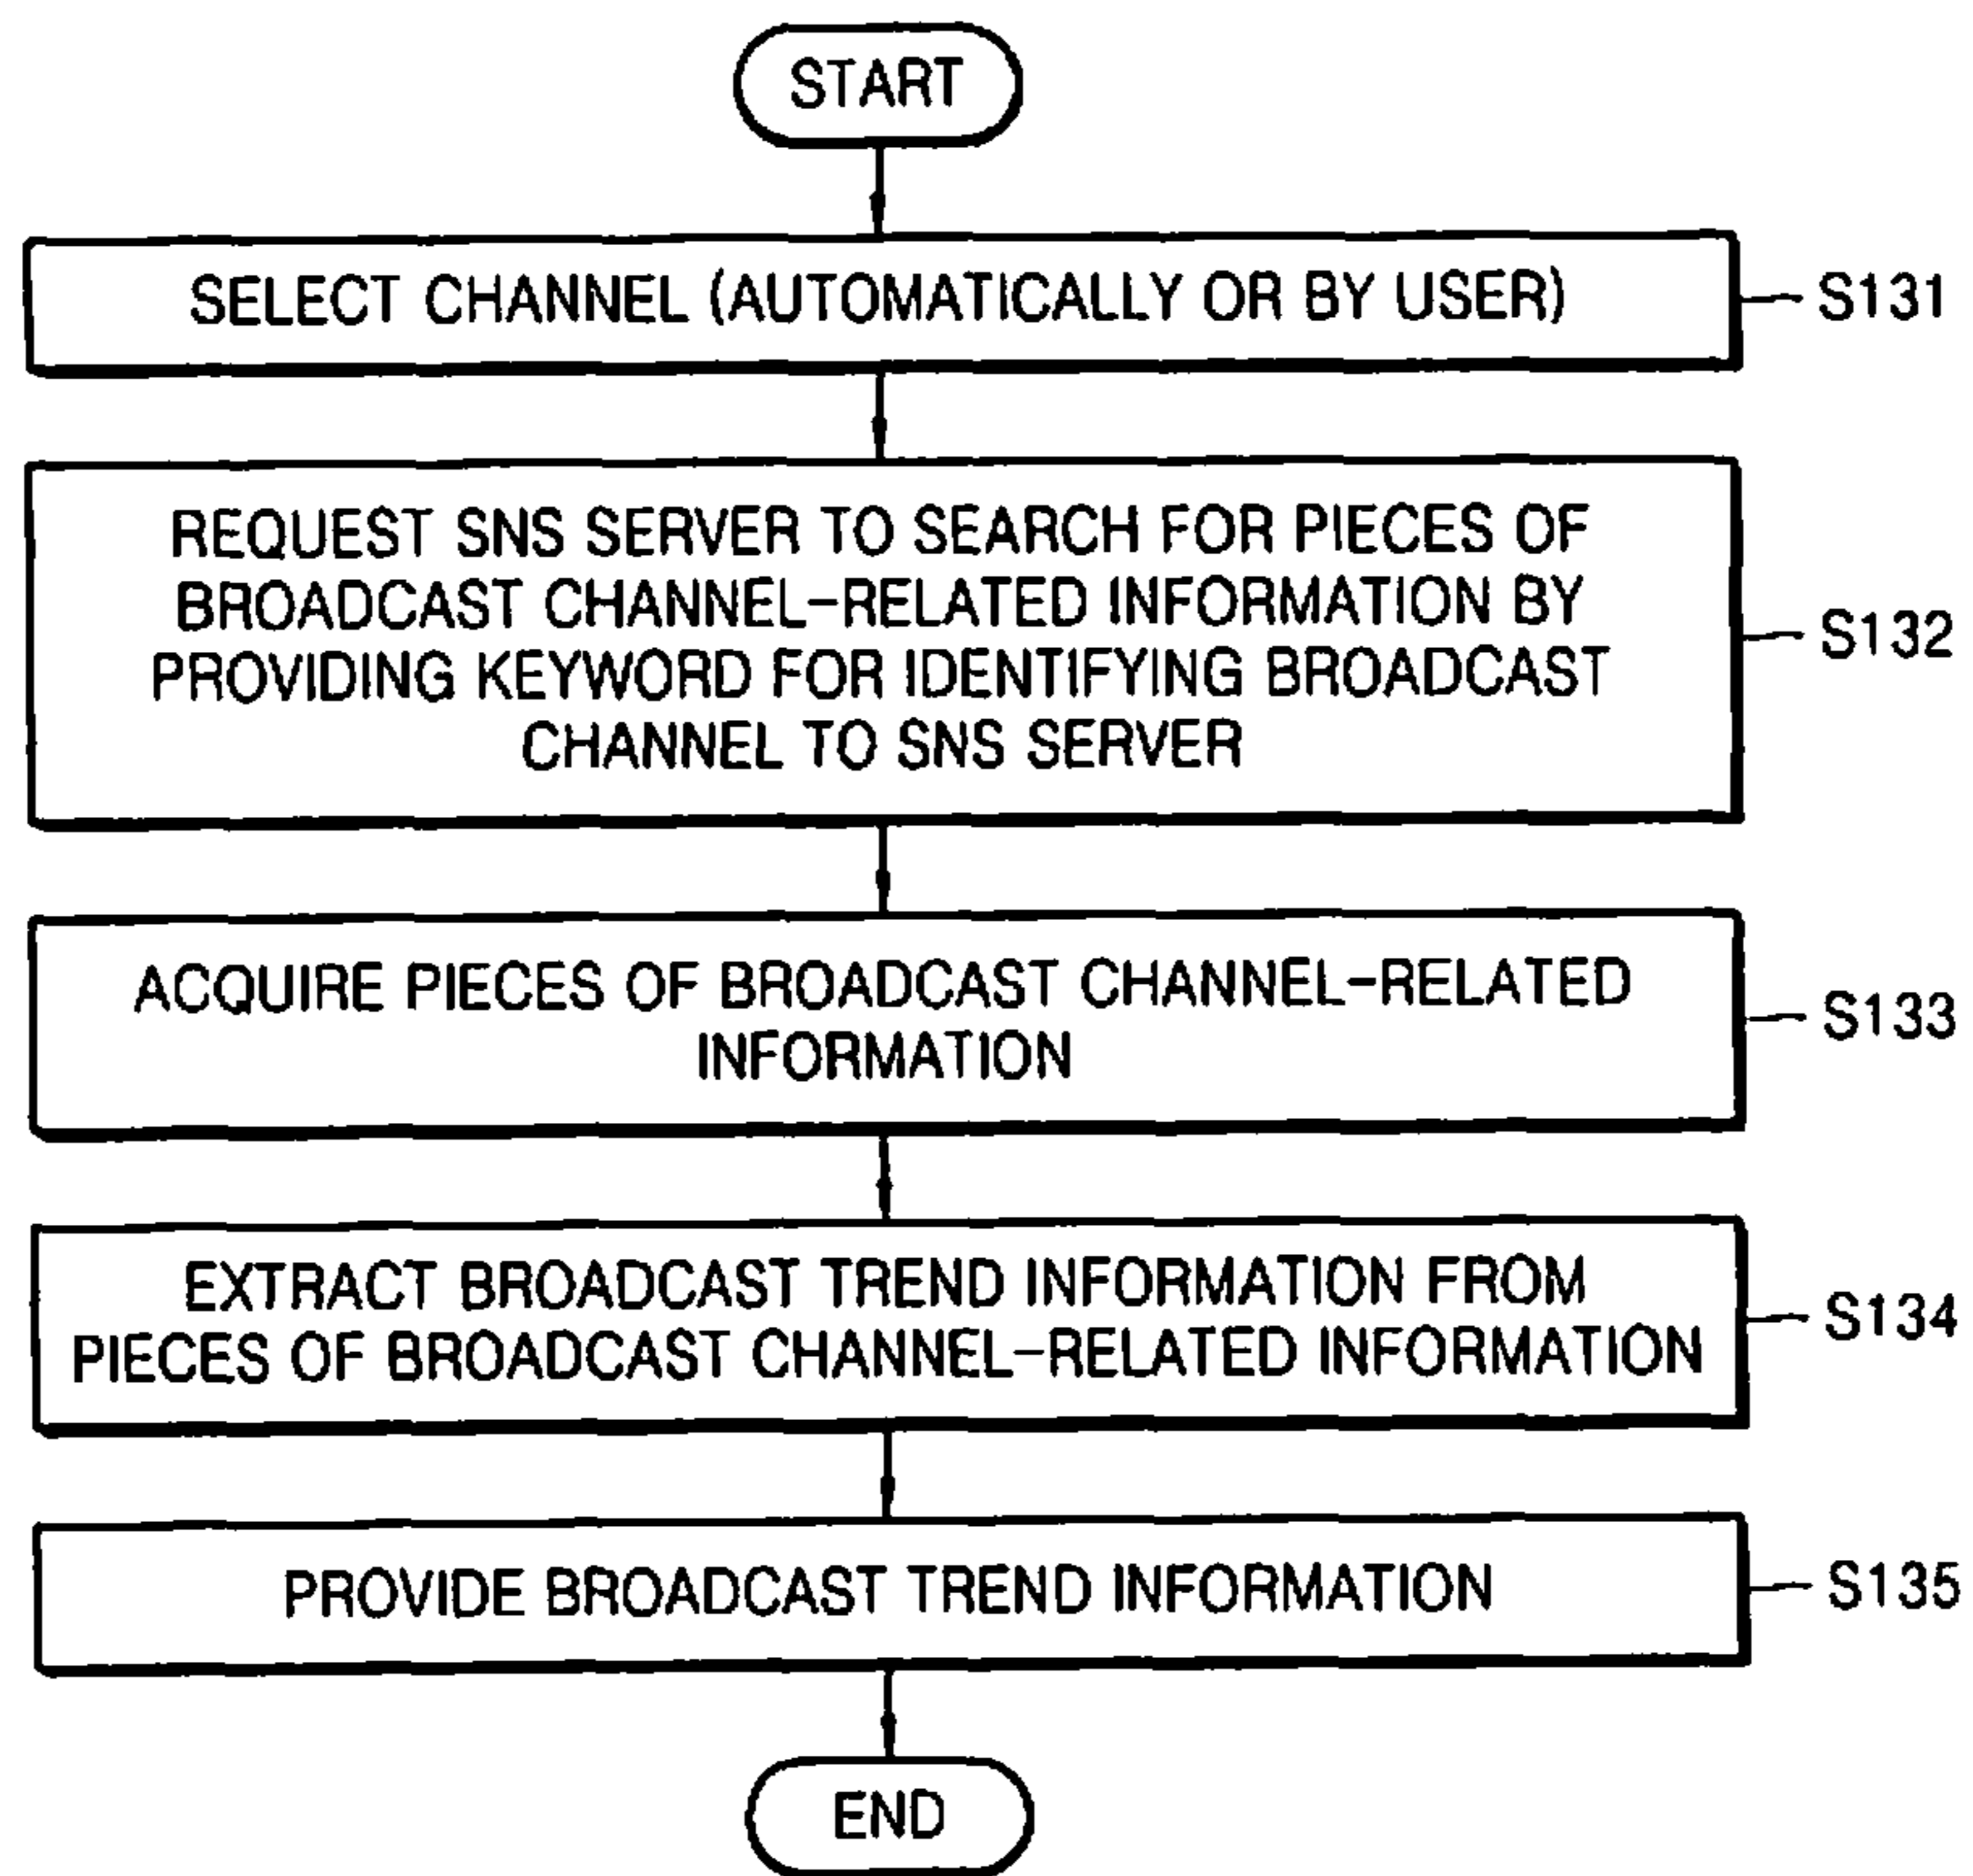 START
SELECT CHANNEL (AUTOMATICALLY OR BY USER)
S131
REQUEST SNS SERVER TO SEARCH FOR PIECES OF
BROADCAST CHANNEL-RELATED INFORMATION BY
PROVIDING KEYWORD FOR IDENTIFYING BROADCAST
CHANNEL TO SNS SERVER
S132
ACQUIRE PIECES OF BROADCAST CHANNEL-RELATED
INFORMATION
S133
EXTRACT BROADCAST TREND INFORMATION FROM
PIECES OF BROADCAST CHANNEL-RELATED INFORMATION
S134
PROVIDE BROADCAST TREND INFORMATION
S135
END